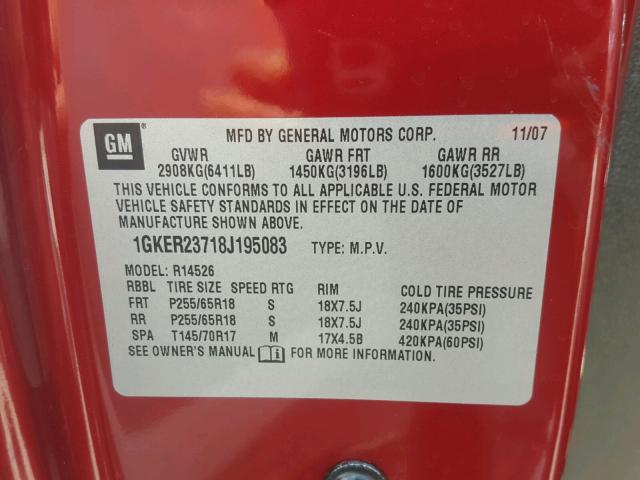 GM ® MFD BY GENERAL MOTORS CORP. 11/07
GVWR GAWR FRT GAWR RR
2908KG(6411LB) 1450KG(3196LB) 1600KG(3527LB)
THIS VEHICLE CONFORMS TO ALL APPLICABLE U.S. FEDERAL MOTOR
VEHICLE SAFETY STANDARDS IN EFFECT ON THE DATE OF
MANUFACTURE SHOWN ABOVE.
1GKER23718J195083 TYPE: M.P.V.
MODEL: R14526
RBBL TIRE SIZE SPEED RTG RIM COLD TIRE PRESSURE
FRT P255/65R18 S 18X7.5J 240KPA(35PSI)
RR P255/65R18 S 18X7.5J 240KPA(35PSI)
SPA T145/70R17 M 17X4.5B 420KPA(60PSI)
SEE OWNER'S MANUAL FOR MORE INFORMATION.